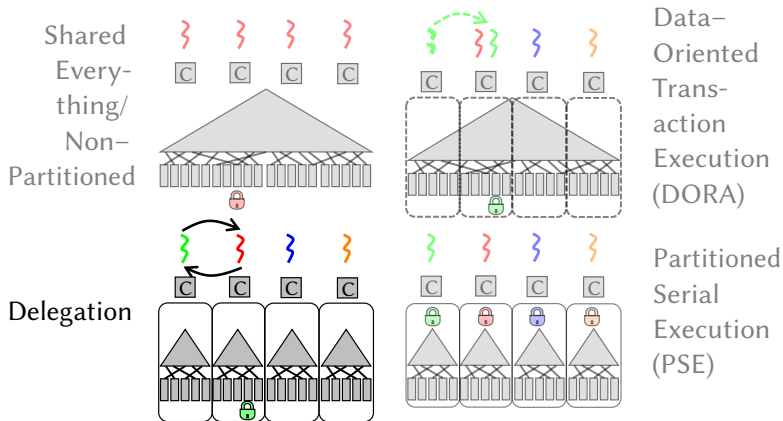 Shared
Every-
thing/
Non-
Partitioned
C C C C
C C C C
Data-
Oriented
Trans-
action
Execution
(DORA)
Delegation
C C C C
C C C C
Partitioned
Serial
Execution
(PSE)